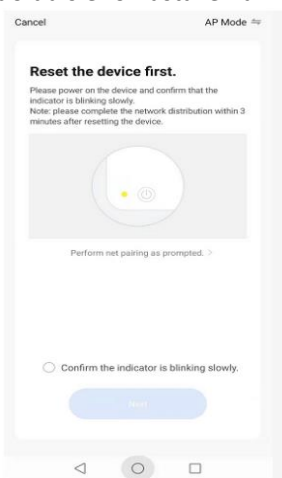 Cancel
AP Mode
Reset the device first.
Please power on the device and confirm that the
indicator is blinking slowly.
Note: please complete the network distribution within 3
minutes after resetting the device.
Perform net pairing as prompted. >
Confirm the indicator is blinking slowly.
Next